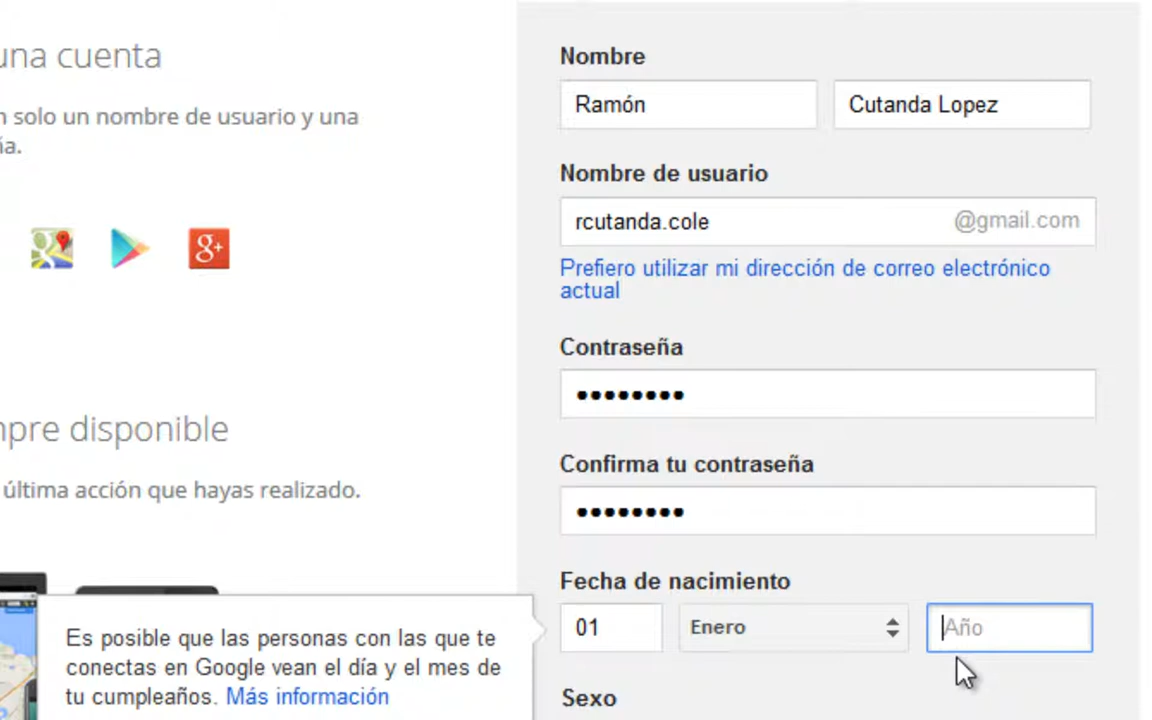 una cuenta
n solo un nombre de usuario y una
ña.
g+
mpre disponible
última acción que hayas realizado.
Nombre
Ramón
Cutanda Lopez
Nombre de usuario
rcutanda.cole
@gmail.com
Prefiero utilizar mi dirección de correo electrónico
actual
Contraseña
••••••••
Confirma tu contraseña
••••••••
Fecha de nacimiento
01
Enero
Año
Es posible que las personas con las que te
conectas en Google vean el día y el mes de
tu cumpleaños. Más información
Sexo